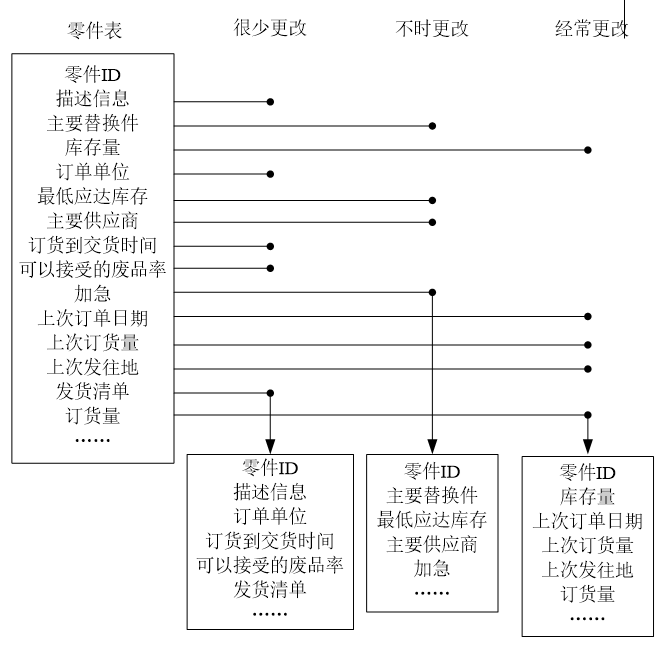 零件表
很少更改
不时更改
经常更改
零件ID
描述信息
主要替换件
库存量
订单单位
最低应达库存
主要供应商
订货到交货时间
可以接受的废品率
加急
上次订单日期
上次订货量
上次发往地
发货清单
订货量
……
零件ID
描述信息
订单单位
订货到交货时间
可以接受的废品率
发货清单
……
零件ID
主要替换件
最低应达库存
主要供应商
加急
……
零件ID
库存量
上次订单日期
上次订货量
上次发往地
订货量
……